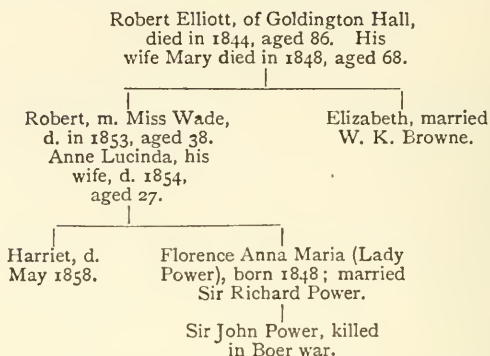 Robert Elliott, of Goldington Hall,
died in 1844, aged 86. His
wife Mary died in 1848, aged 68.
Robert, m. Miss Wade,
d. in 1853, aged 38.
Anne Lucinda, his
wife, d. 1854,
aged 27.
Elizabeth, married
W. K. Browne.
Harriet, d.
May 1858.
Florence Anna Maria (Lady
Power), born 1848; married
Sir Richard Power.
Sir John Power, killed
in Boer war.